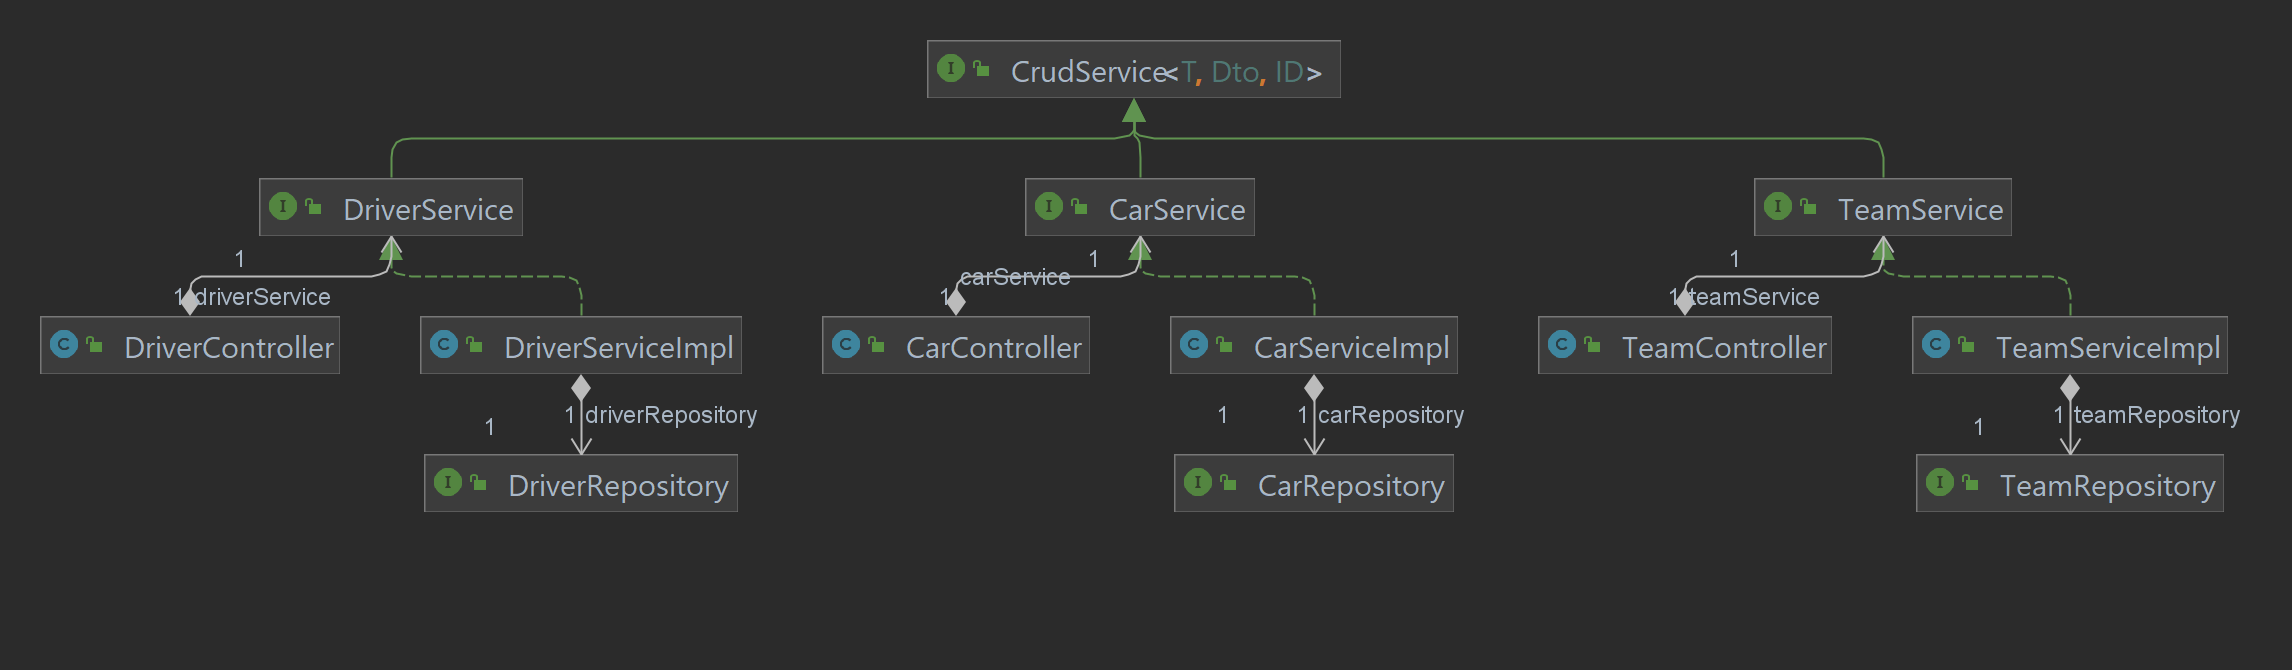 I CrudService<T, Dto, ID>
I DriverService
I CarService
I TeamService
1
1
1
1 driverService
1 carService
1 teamService
C DriverController
C DriverServiceImpl
C CarController
C CarServiceImpl
C TeamController
C TeamServiceImpl
1
1 driverRepository
1
1 carRepository
1
1 teamRepository
I DriverRepository
I CarRepository
I TeamRepository